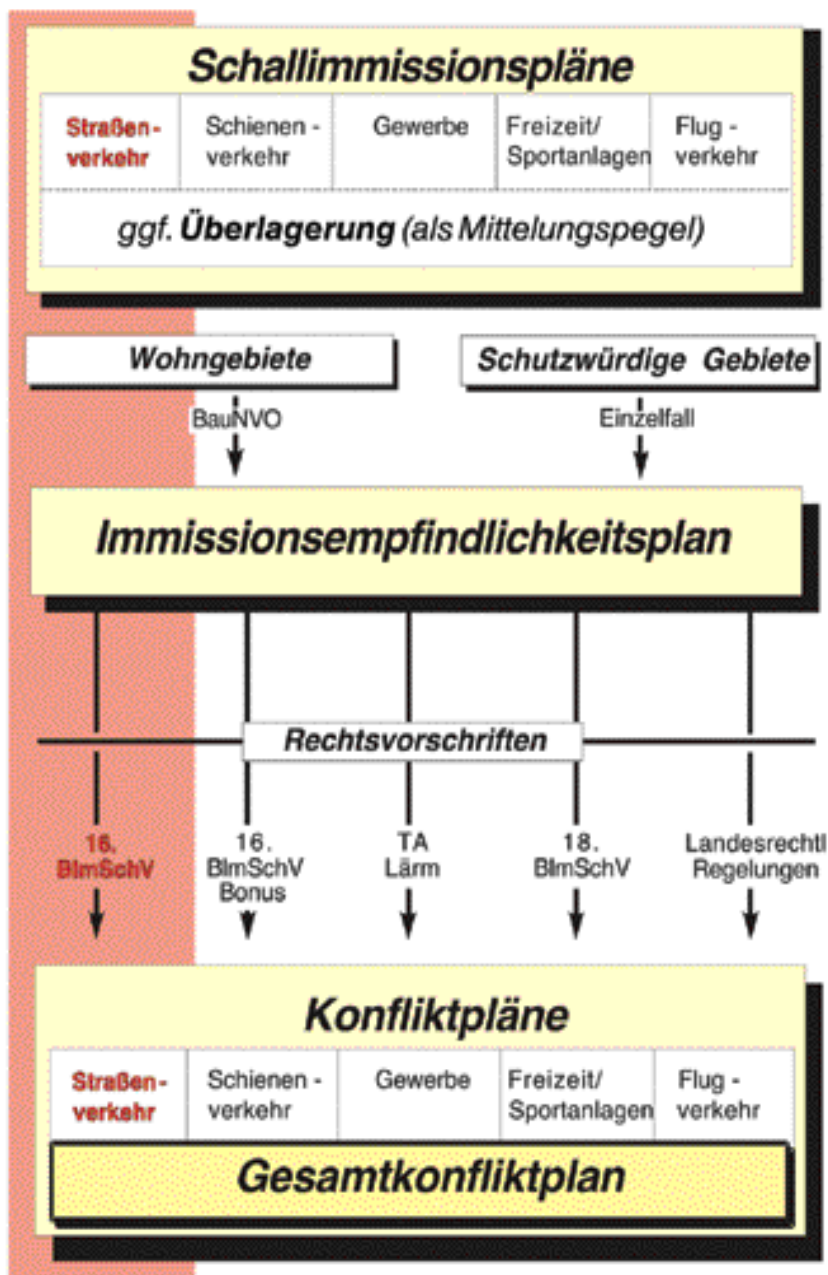 Schallimmissionspläne
Straßen- Schienen - Gewerbe Freizeit/ Flug -
verkehr verkehr Sportanlagen verkehr
ggf. Überlagerung (als Mittelungspegel)
Wohngebiete Schutzwürdige Gebiete
BauNVO Einzelfall
Immissionsempfindlichkeitsplan
Rechtsvorschriften
16. 16. TA 18. Landesrechtl
BImSchV BImSchV Lärm BImSchV Regelungen
Bonus
Konfliktpläne
Straßen- Schienen - Gewerbe Freizeit/ Flug -
verkehr verkehr Sportanlagen verkehr
Gesamtkonfliktplan